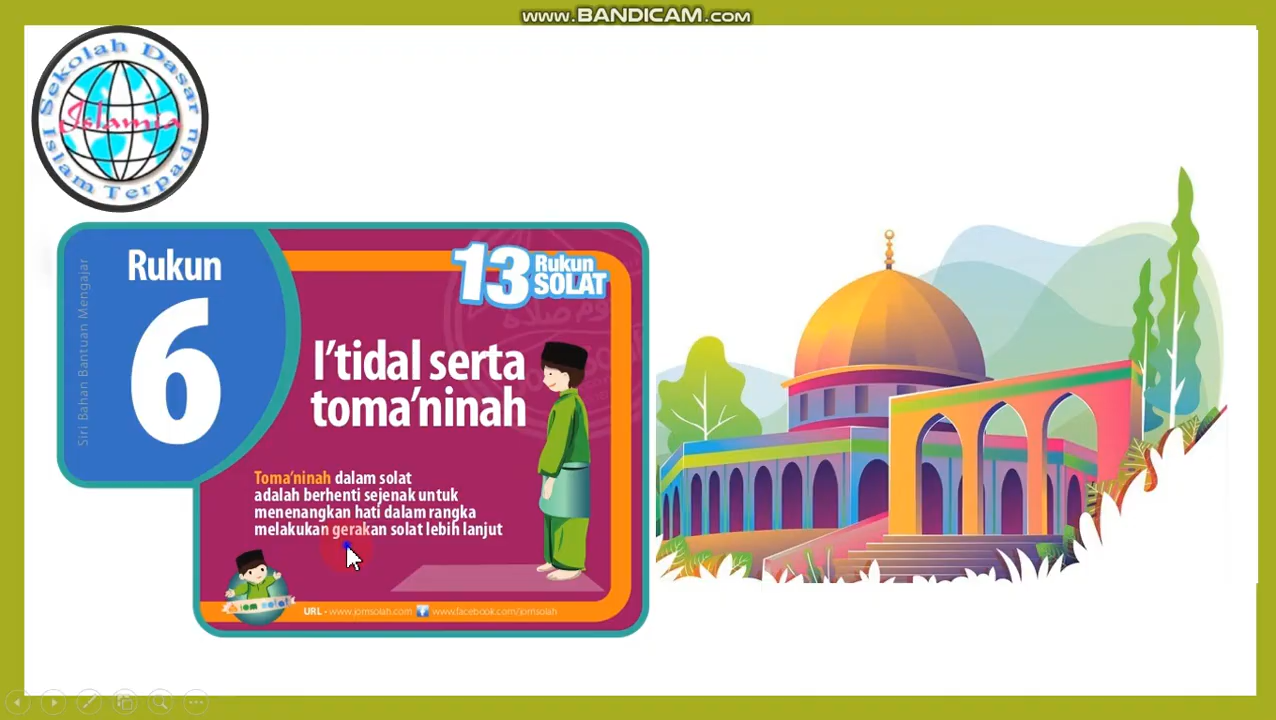 www.BANDICAM.com
Sekolah Dasar
Islamia
Islam Terpadu
Rukun
6
Siri Bahan Bantuan Mengajar
13 Rukun
SOLAT
I'tidal serta
toma'ninah
Toma'ninah dalam solat
adalah berhenti sejenak untuk
menenangkan hati dalam rangka
melakukan gerakan solat lebih lanjut
jom solat
URL - www.jomsolah.com www.facebook.com/jomsolah